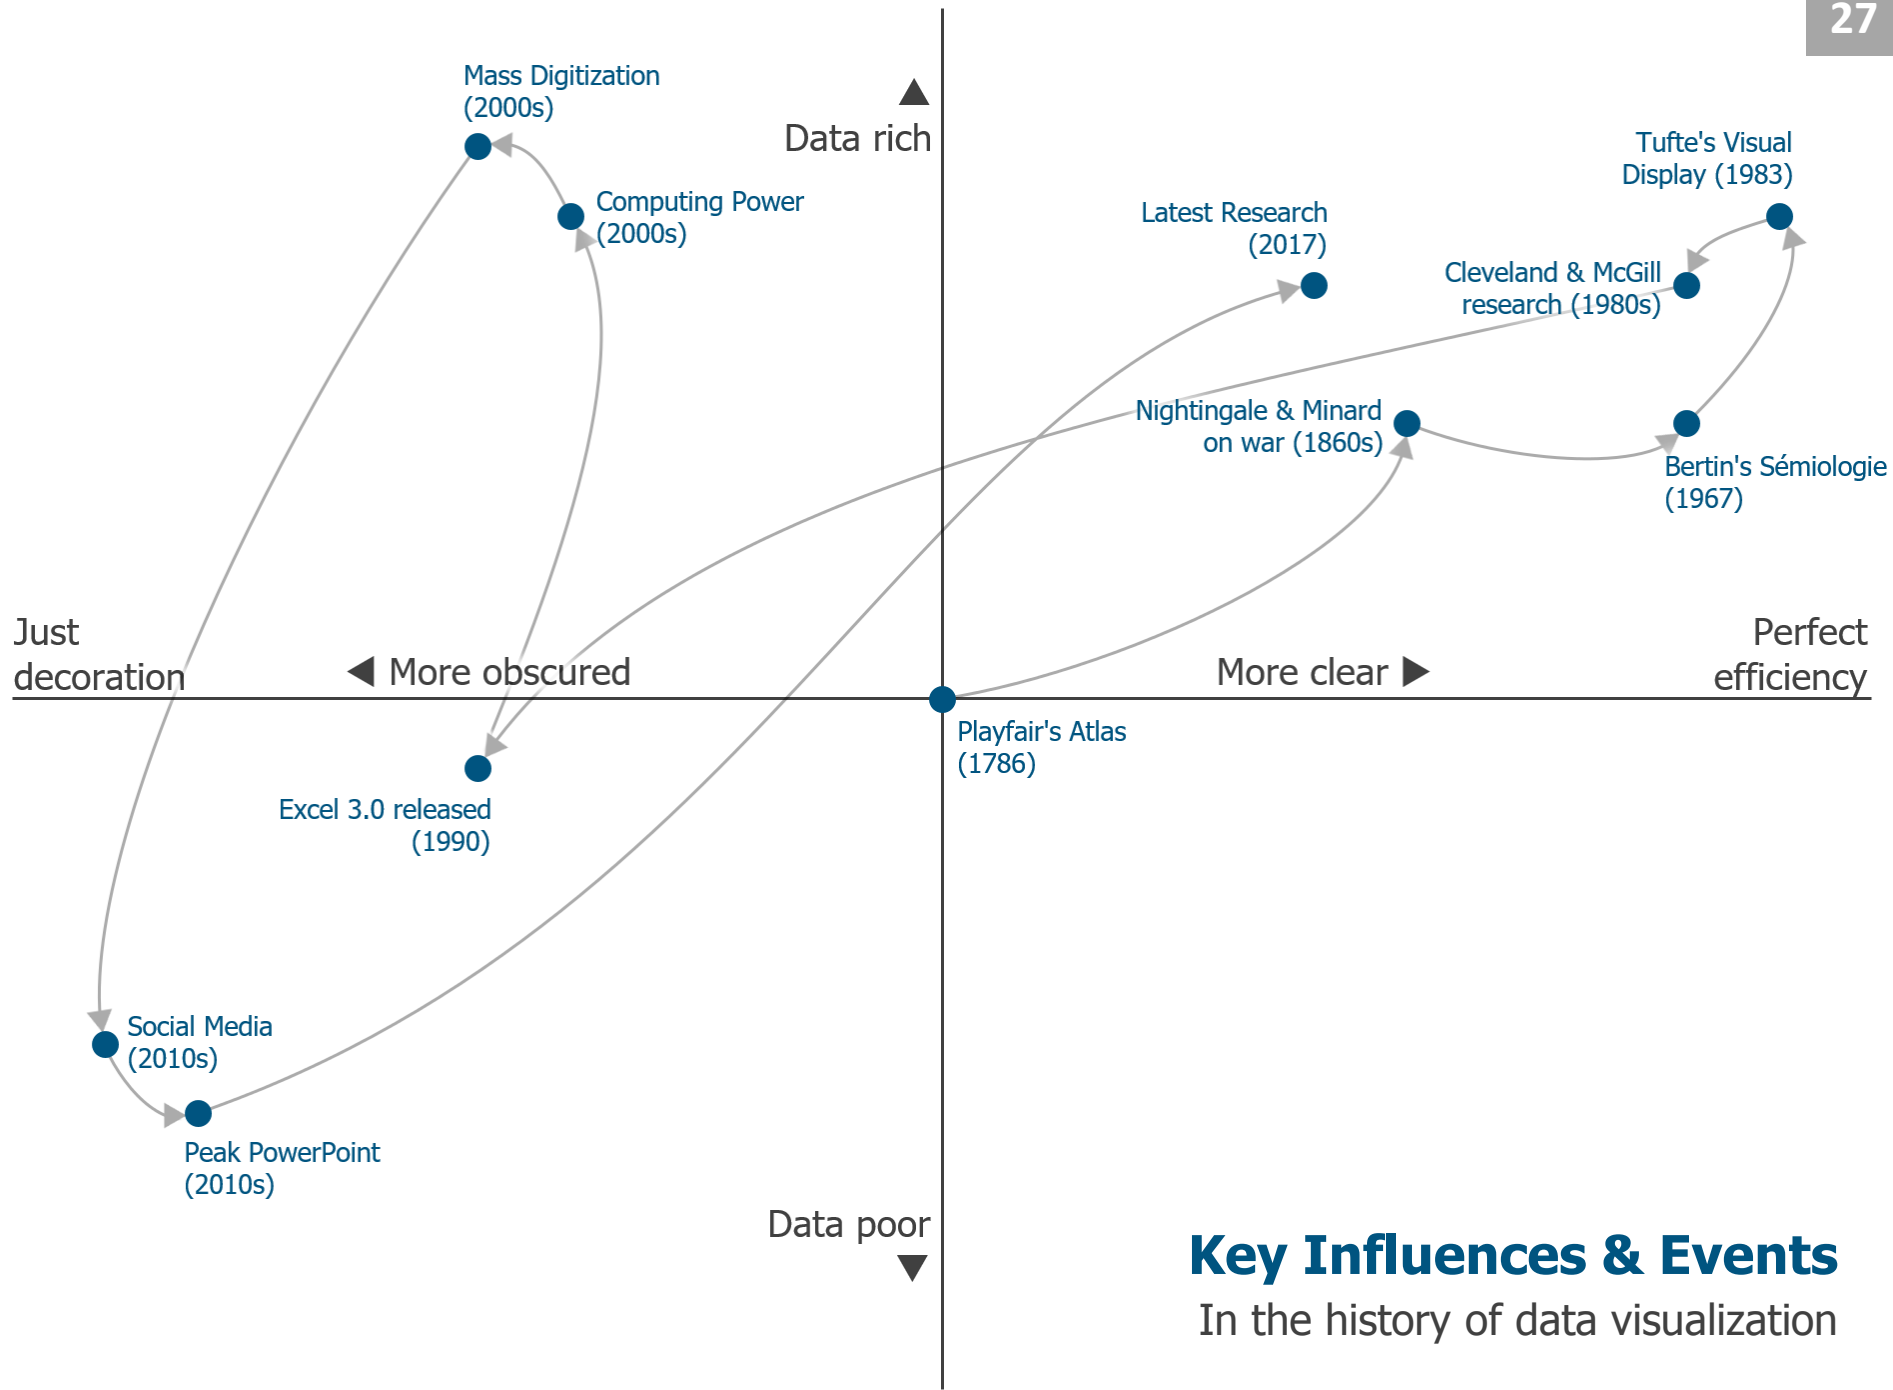 27
Mass Digitization
(2000s)
Data rich
Tufte's Visual
Display (1983)
Computing Power
(2000s)
Latest Research
(2017)
Cleveland & McGill
research (1980s)
Nightingale & Minard
on war (1860s)
Bertin's Sémiologie
(1967)
Just
decoration
More obscured
More clear
Perfect
efficiency
Playfair's Atlas
(1786)
Excel 3.0 released
(1990)
Social Media
(2010s)
Peak PowerPoint
(2010s)
Data poor
Key Influences & Events
In the history of data visualization